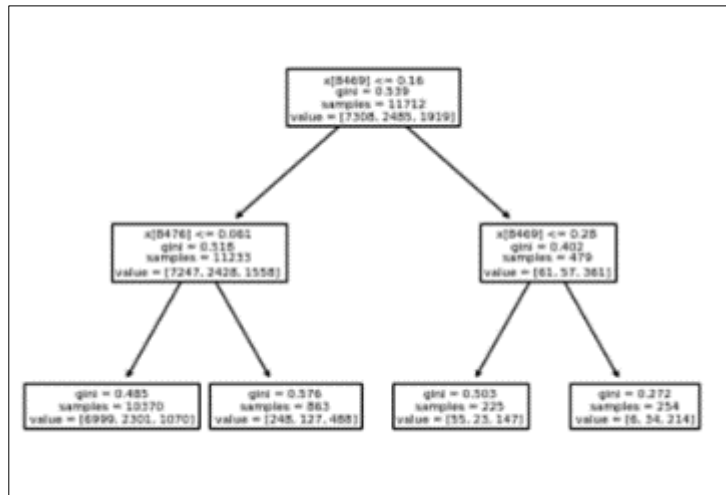 x[8469] <= 0.16
gini = 0.539
samples = 11712
value = [7308, 2485, 1919]
x[8476] <= 0.061
gini = 0.518
samples = 11233
value = [7247, 2428, 1558]
x[8469] <= 0.28
gini = 0.402
samples = 479
value = [61, 57, 361]
gini = 0.485
samples = 10370
value = [6999, 2301, 1070]
gini = 0.576
samples = 863
value = [248, 127, 488]
gini = 0.503
samples = 225
value = [55, 23, 147]
gini = 0.272
samples = 254
value = [6, 34, 214]